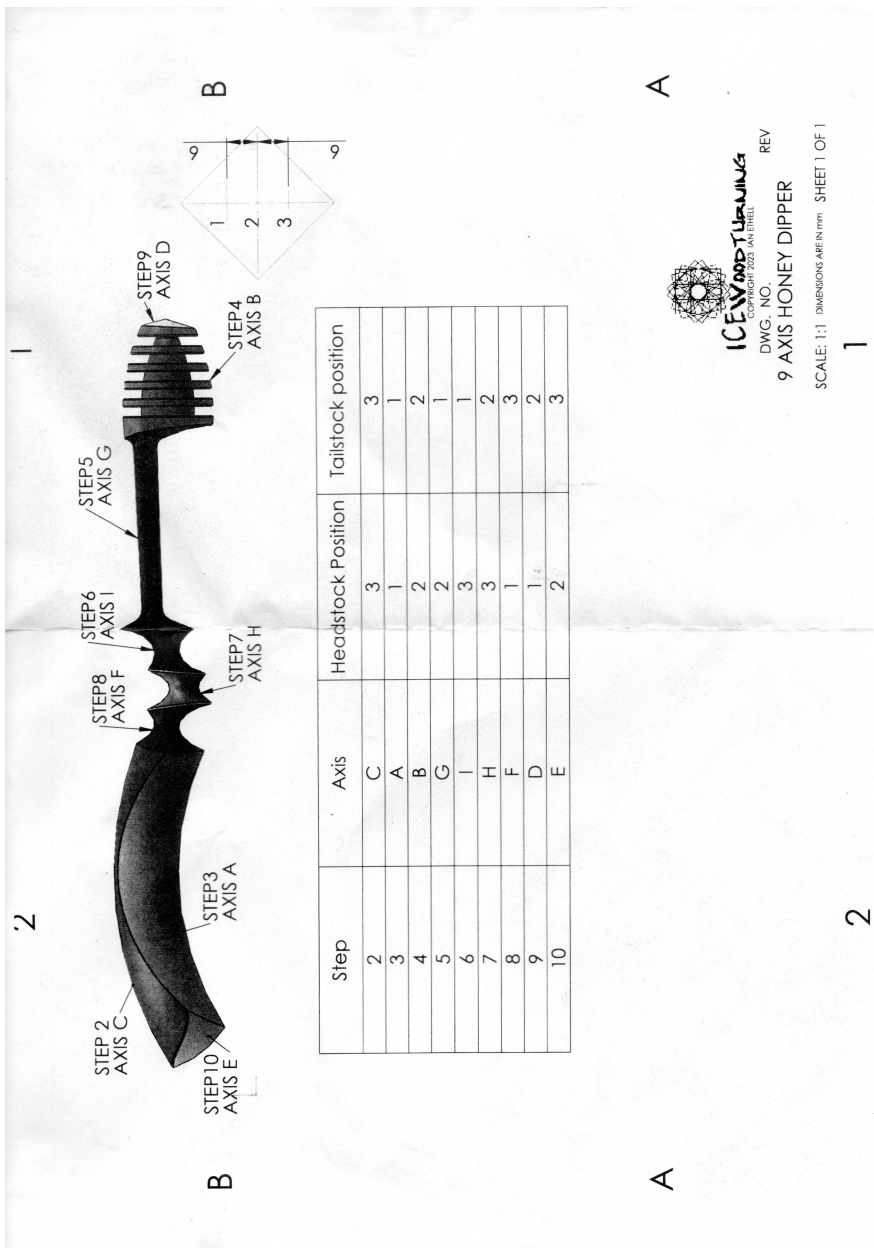 2
1
B
B
STEP 2
AXIS C
STEP8
AXIS F
STEP6
AXIS I
STEP5
AXIS G
STEP9
AXIS D
STEP10
AXIS E
STEP3
AXIS A
STEP7
AXIS H
STEP4
AXIS B
9
9
1
2
3
Step Axis Headstock Position Tailstock position
2 C 3 3
3 A 1 1
4 B 2 2
5 G 2 1
6 I 3 1
7 H 3 2
8 F 1 3
9 D 1 2
10 E 2 3
A
A
ICEWOODTURNING
COPYRIGHT 2023 IAN ETHELL
DWG. NO. REV
9 AXIS HONEY DIPPER
SCALE: 1:1 DIMENSIONS ARE IN mm SHEET 1 OF 1
2
1